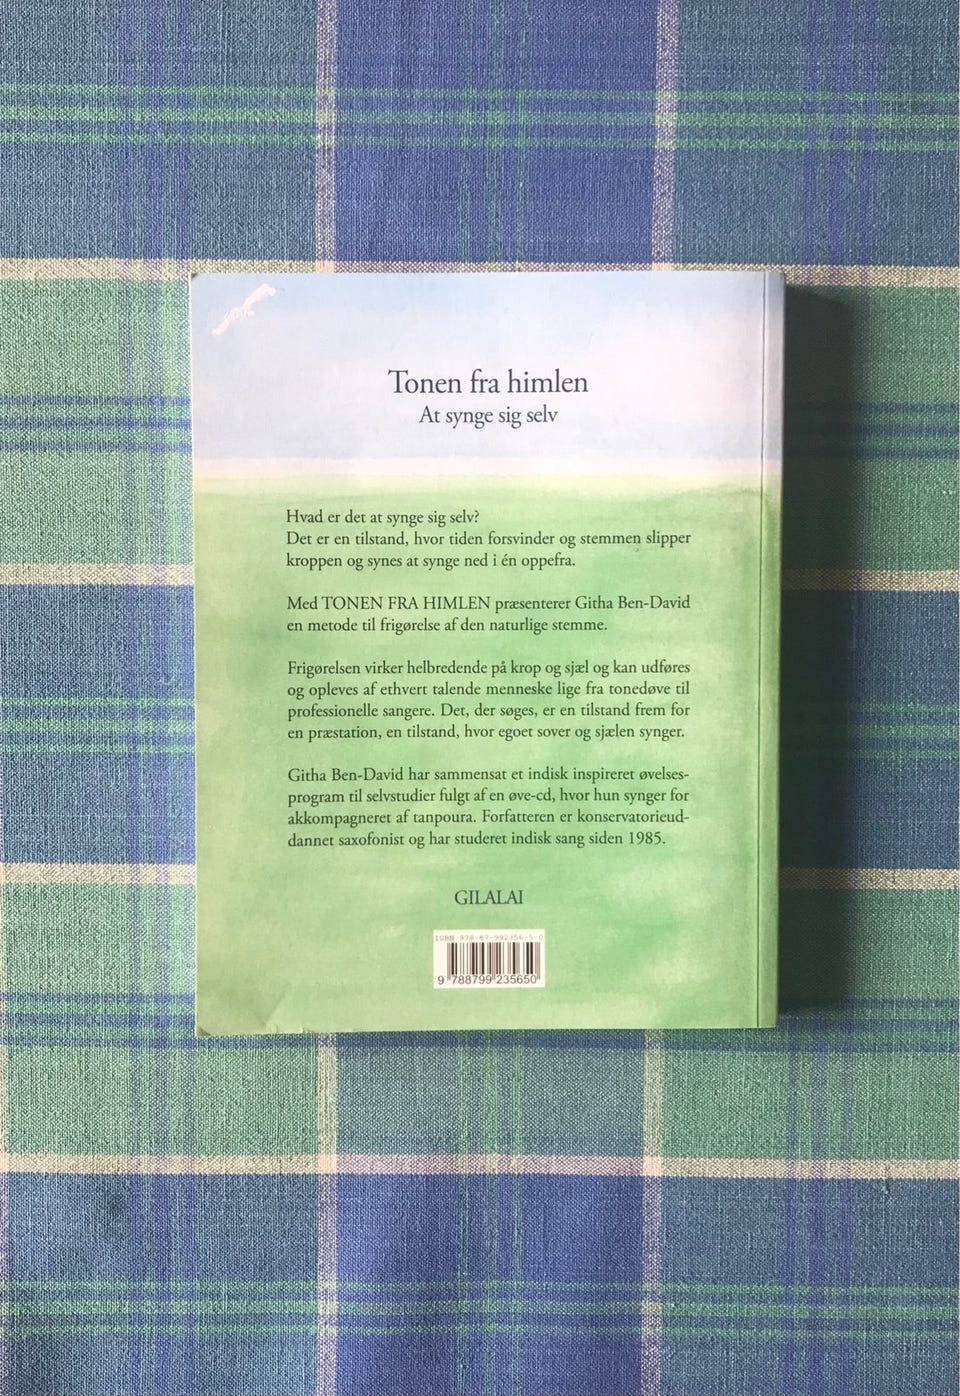 Tonen fra himlen
At synge sig selv
Hvad er det at synge sig selv?
Det er en tilstand, hvor tiden forsvinder og stemmen slipper
kroppen og synes at synge ned i én oppefra.
Med TONEN FRA HIMLEN præsenterer Githa Ben-David
en metode til frigørelse af den naturlige stemme.
Frigørelsen virker helbredende på krop og sjæl og kan udføres
og opleves af ethvert talende menneske lige fra tonedøve til
professionelle sangere. Det, der søges, er en tilstand frem for
en præstation, en tilstand, hvor egoet sover og sjælen synger.
Githa Ben-David har sammensat et indisk inspireret øvelses-
program til selvstudier fulgt af en øve-cd, hvor hun synger for
akkompagneret af tanpoura. Forfatteren er konservatorieud-
dannet saxofonist og har studeret indisk sang siden 1985.
GILALAI
ISBN 978-87-992356-5-0
9 788799 235650